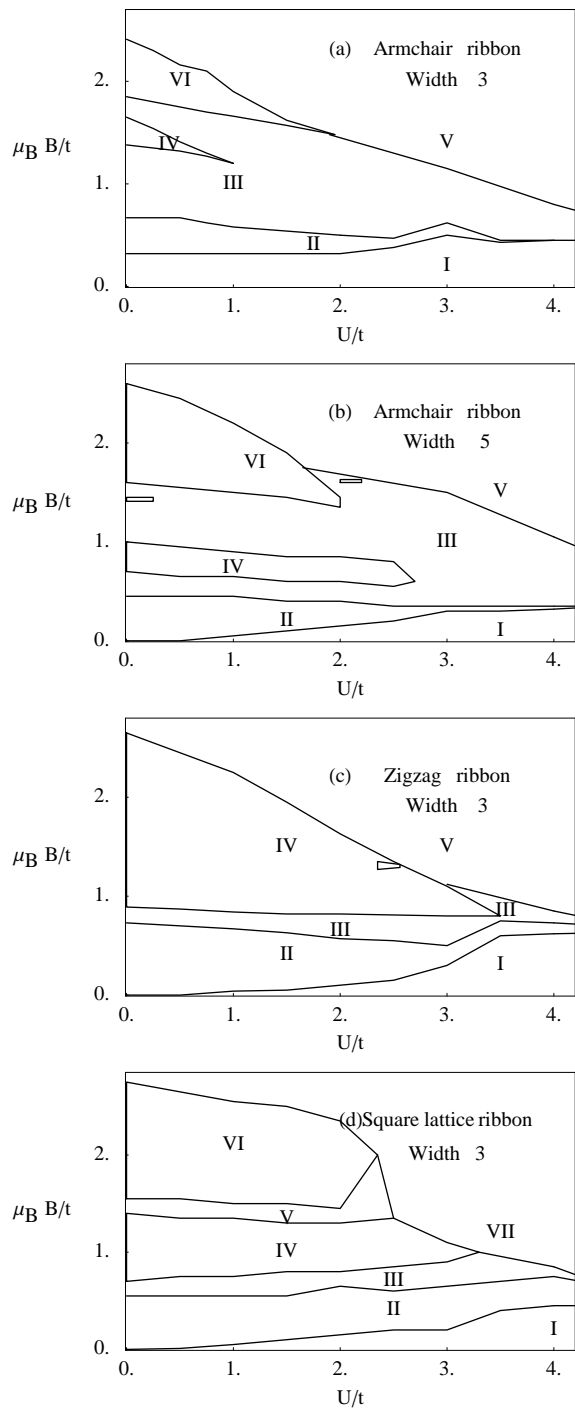 (a) Armchair ribbon
Width 3
VI
2.
IV
V
μB B/t
III
1.
II
I
0.
0. 1. 2. 3. 4.
U/t
(b) Armchair ribbon
Width 5
VI
2.
V
μB B/t
III
1.
IV
II
I
0.
0. 1. 2. 3. 4.
U/t
(c) Zigzag ribbon
Width 3
2.
IV
V
μB B/t
1.
III
III
II
I
0.
0. 1. 2. 3. 4.
U/t
(d)Square lattice ribbon
Width 3
VI
2.
μB B/t
V
VII
IV
1.
III
II
I
0.
0. 1. 2. 3. 4.
U/t